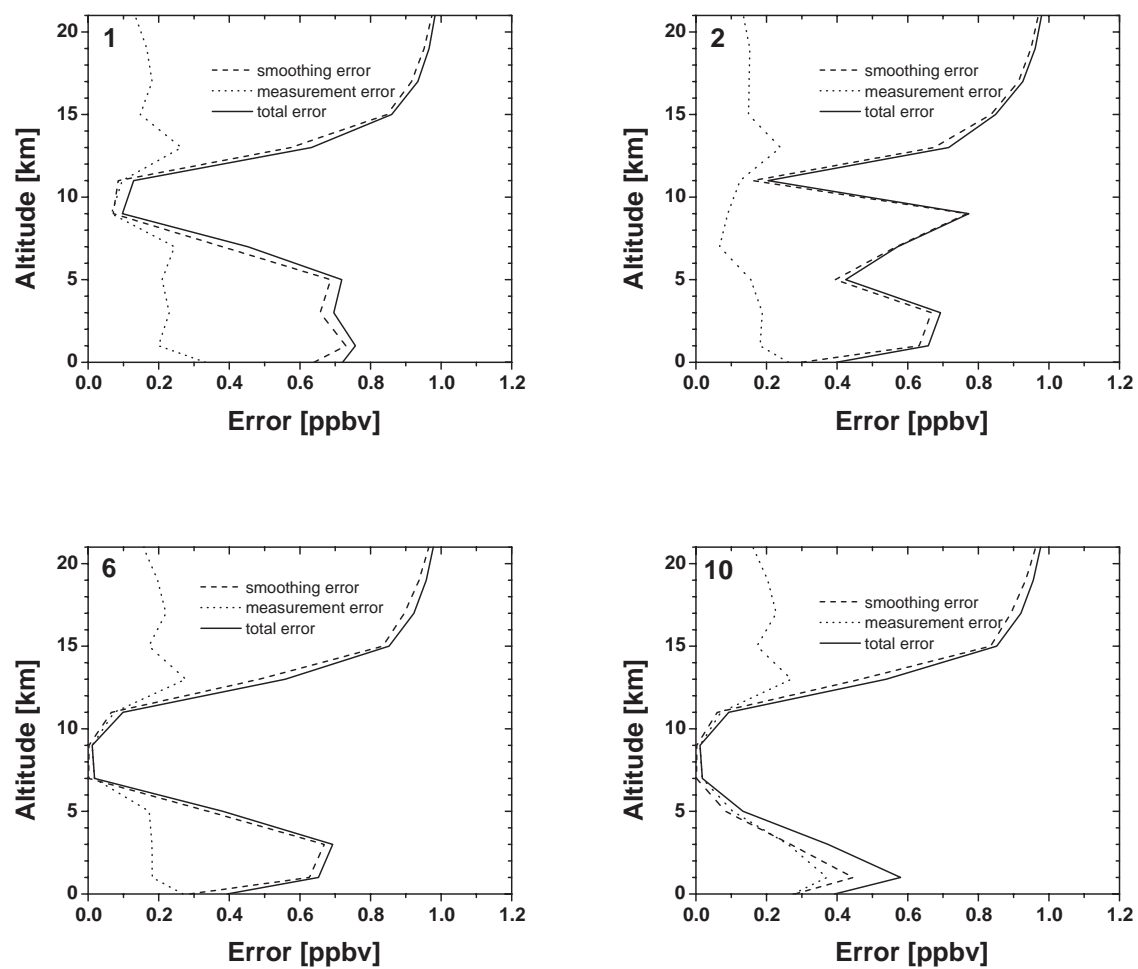 1
smoothing error
measurement error
total error
20
15
10
5
0
Altitude [km]
0.0 0.2 0.4 0.6 0.8 1.0 1.2
Error [ppbv]
2
smoothing error
measurement error
total error
20
15
10
5
0
Altitude [km]
0.0 0.2 0.4 0.6 0.8 1.0 1.2
Error [ppbv]
6
smoothing error
measurement error
total error
20
15
10
5
0
Altitude [km]
0.0 0.2 0.4 0.6 0.8 1.0 1.2
Error [ppbv]
10
smoothing error
measurement error
total error
20
15
10
5
0
Altitude [km]
0.0 0.2 0.4 0.6 0.8 1.0 1.2
Error [ppbv]